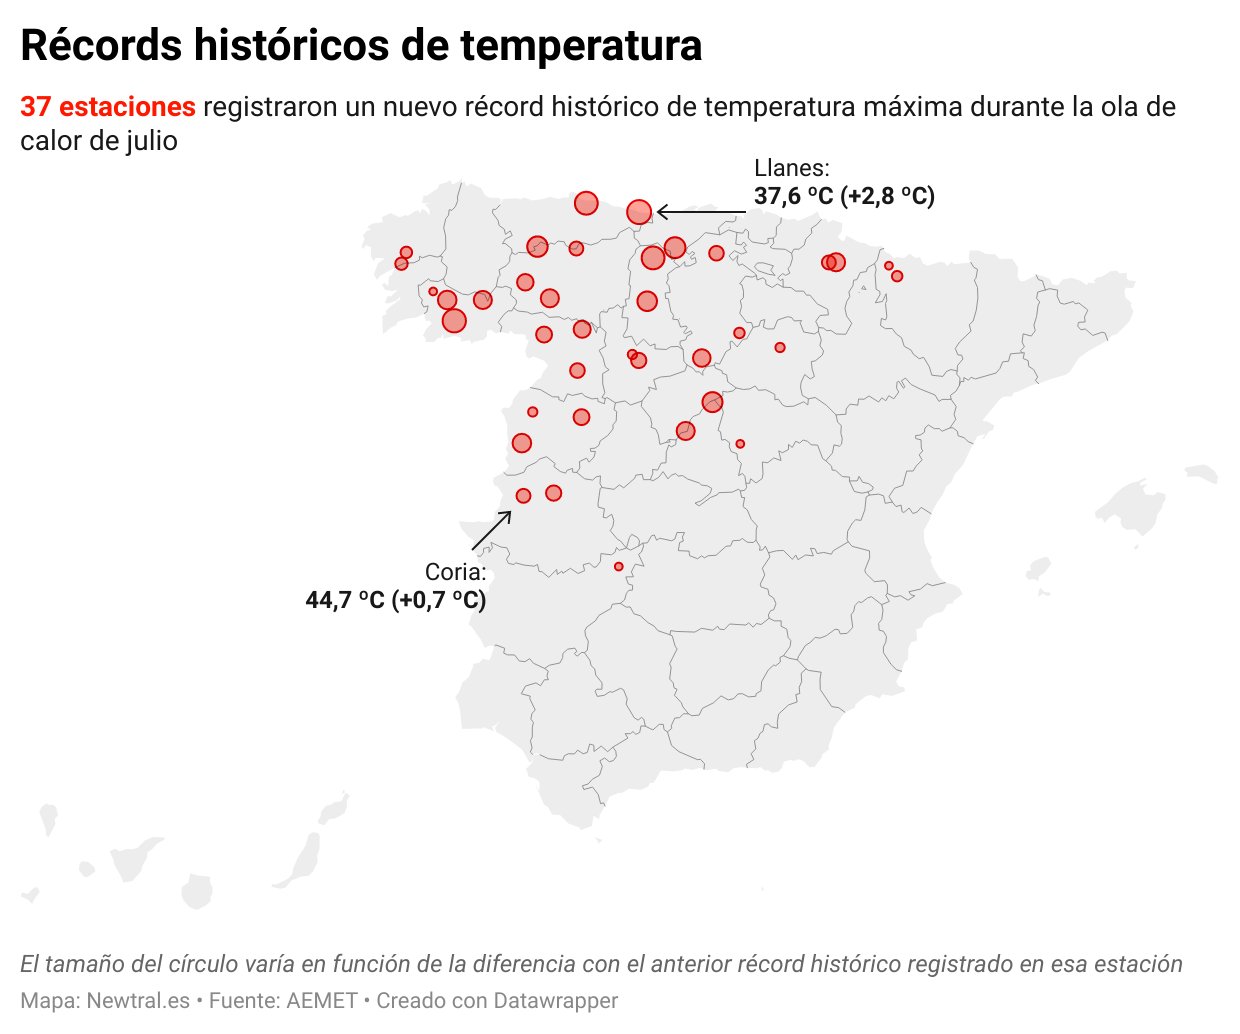 Récords históricos de temperatura
37 estaciones registraron un nuevo récord histórico de temperatura máxima durante la ola de
calor de julio
Llanes:
37,6 ºC (+2,8 ºC)
Coria:
44,7 ºC (+0,7 ºC)
El tamaño del círculo varía en función de la diferencia con el anterior récord histórico registrado en esa estación
Mapa: Newtral.es • Fuente: AEMET • Creado con Datawrapper